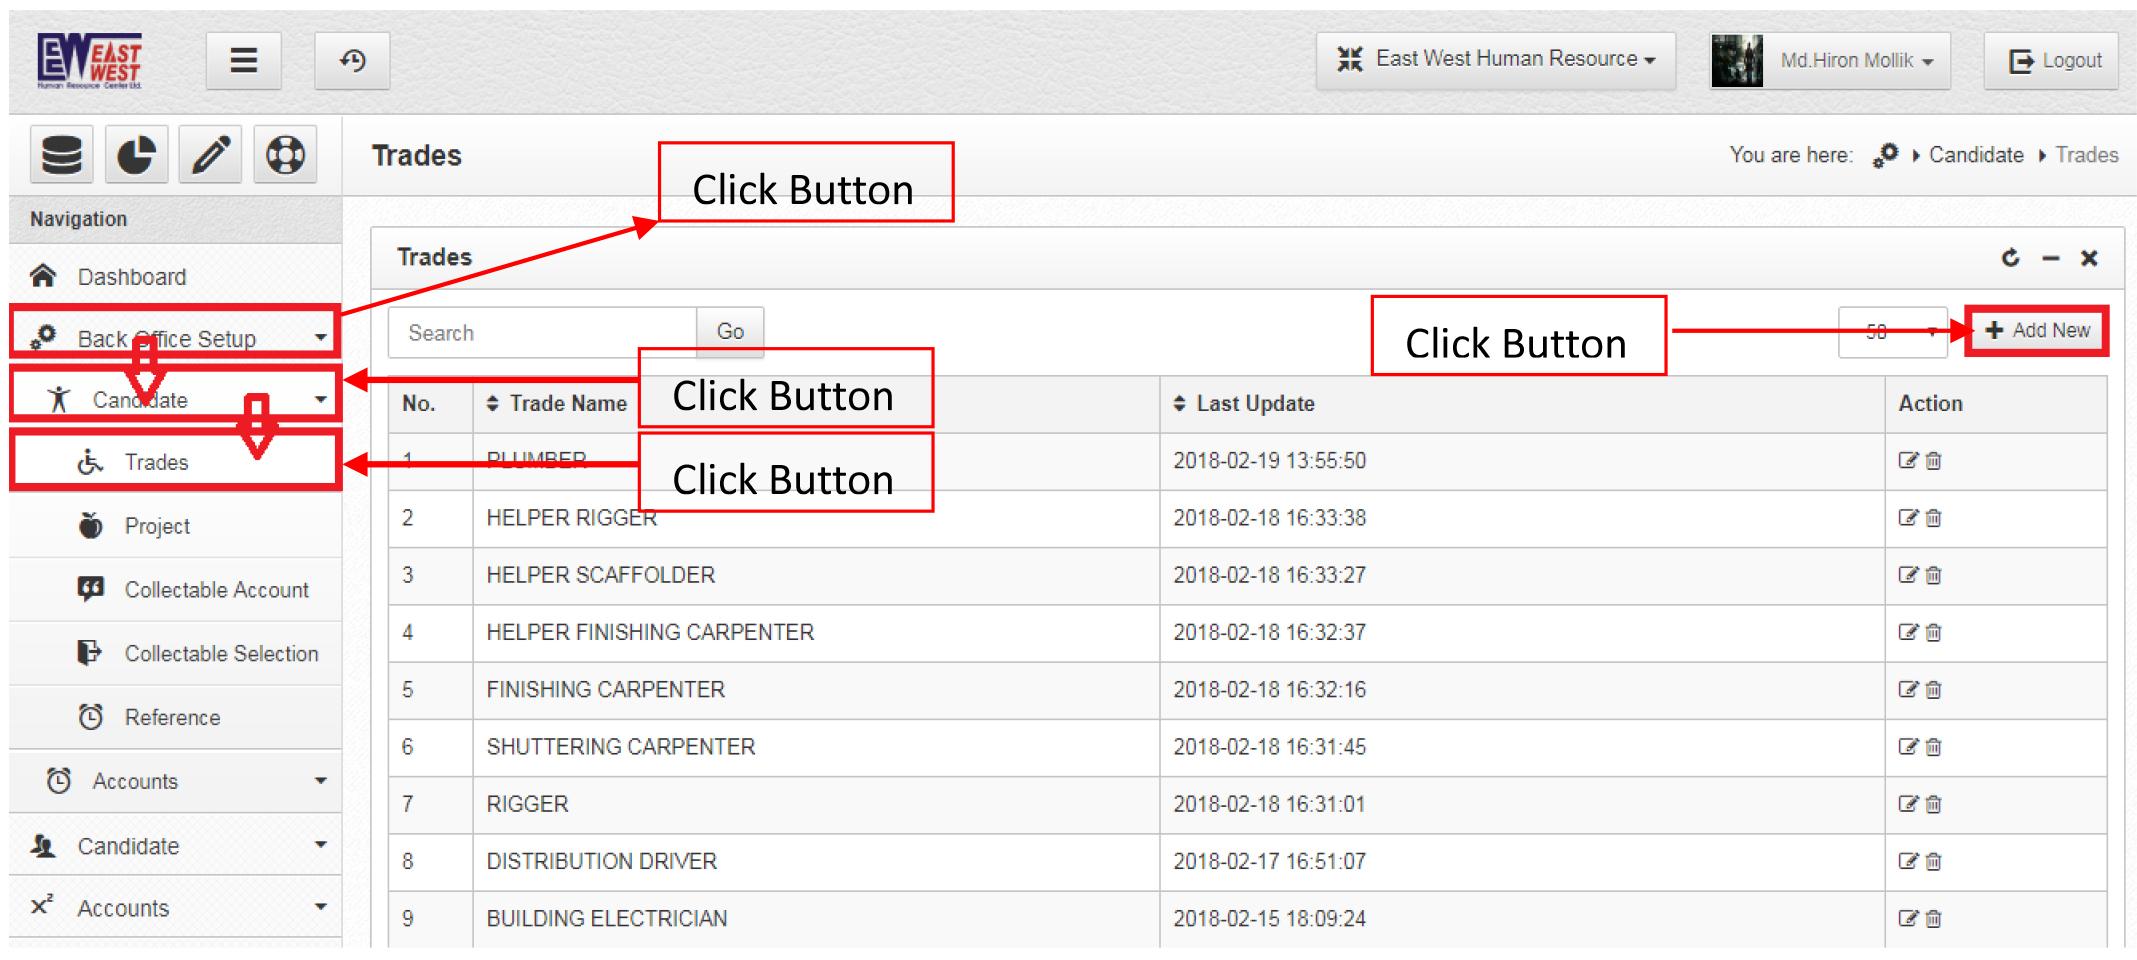 EW EAST
WEST
Human Resource Center Ltd.
East West Human Resource
Md.Hiron Mollik
Logout
Trades
You are here: Candidate Trades
Click Button
Navigation
Dashboard
Back Office Setup
Candidate
Trades
Project
Collectable Account
Collectable Selection
Reference
Accounts
Candidate
x² Accounts
Trades
Search Go
Click Button
50
Add New
Click Button
Click Button
No. Trade Name Last Update Action
1 PLUMBER 2018-02-19 13:55:50
2 HELPER RIGGER 2018-02-18 16:33:38
3 HELPER SCAFFOLDER 2018-02-18 16:33:27
4 HELPER FINISHING CARPENTER 2018-02-18 16:32:37
5 FINISHING CARPENTER 2018-02-18 16:32:16
6 SHUTTERING CARPENTER 2018-02-18 16:31:45
7 RIGGER 2018-02-18 16:31:01
8 DISTRIBUTION DRIVER 2018-02-17 16:51:07
9 BUILDING ELECTRICIAN 2018-02-15 18:09:24